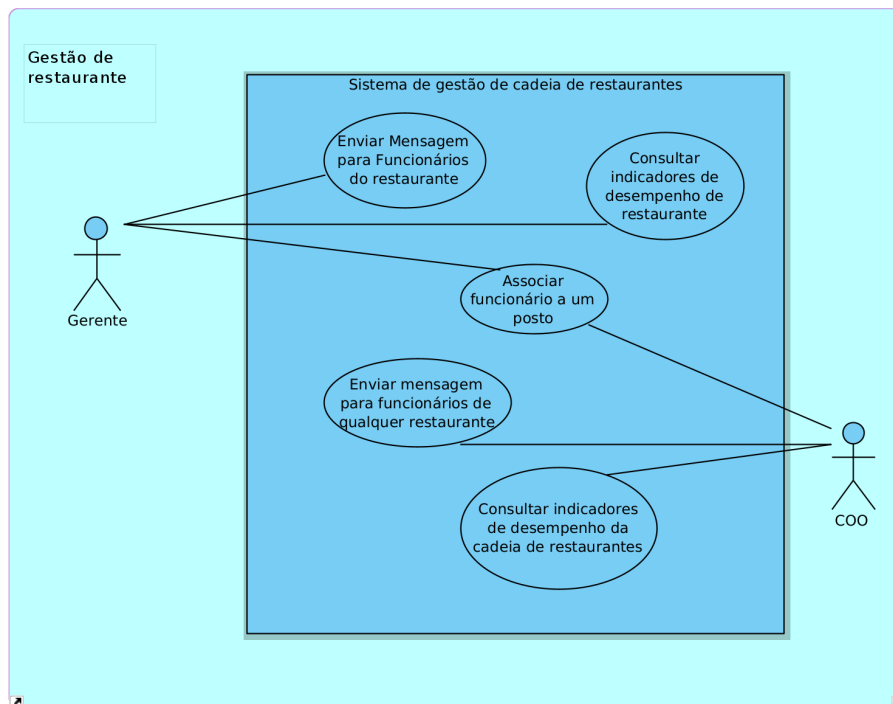 Gestão de
restaurante
Sistema de gestão de cadeia de restaurantes
Enviar Mensagem
para Funcionários
do restaurante
Consultar
indicadores de
desempenho de
restaurante
Gerente
Associar
funcionário a um
posto
Enviar mensagem
para funcionários de
qualquer restaurante
COO
Consultar indicadores
de desempenho da
cadeia de restaurantes